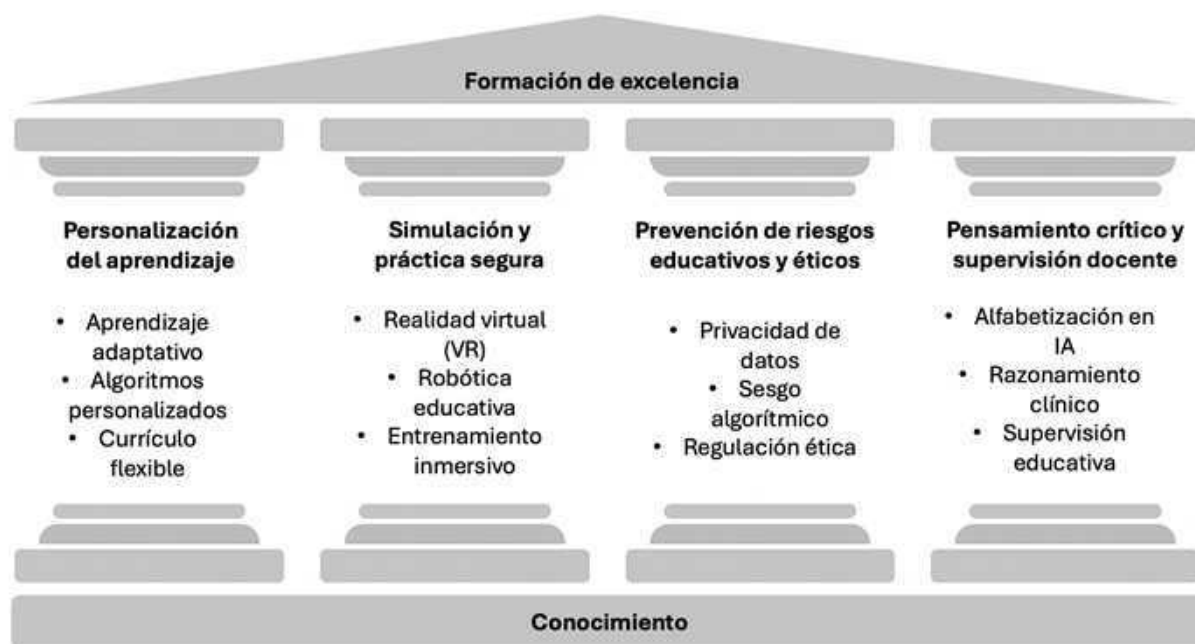 Formación de excelencia
Personalización
del aprendizaje
• Aprendizaje
adaptativo
• Algoritmos
personalizados
• Currículo
flexible
Simulación y
práctica segura
• Realidad virtual
(VR)
• Robótica
educativa
• Entrenamiento
inmersivo
Prevención de riesgos
educativos y éticos
• Privacidad de
datos
• Sesgo
algorítmico
• Regulación ética
Pensamiento crítico y
supervisión docente
• Alfabetización en
IA
• Razonamiento
clínico
• Supervisión
educativa
Conocimiento